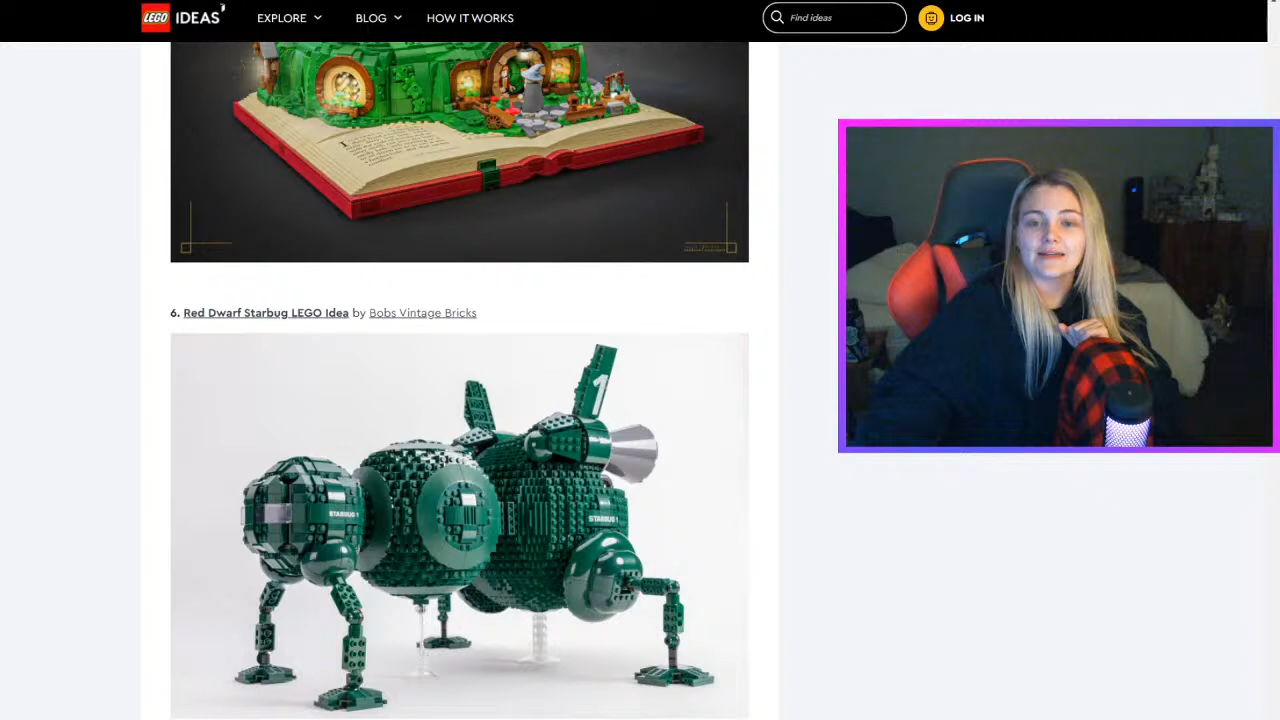 LEGO IDEAS
EXPLORE
BLOG
HOW IT WORKS
Find ideas
LOG IN
6. Red Dwarf Starbug LEGO Idea by Bobs Vintage Bricks
1
STARBUG 1
STARBUG 1